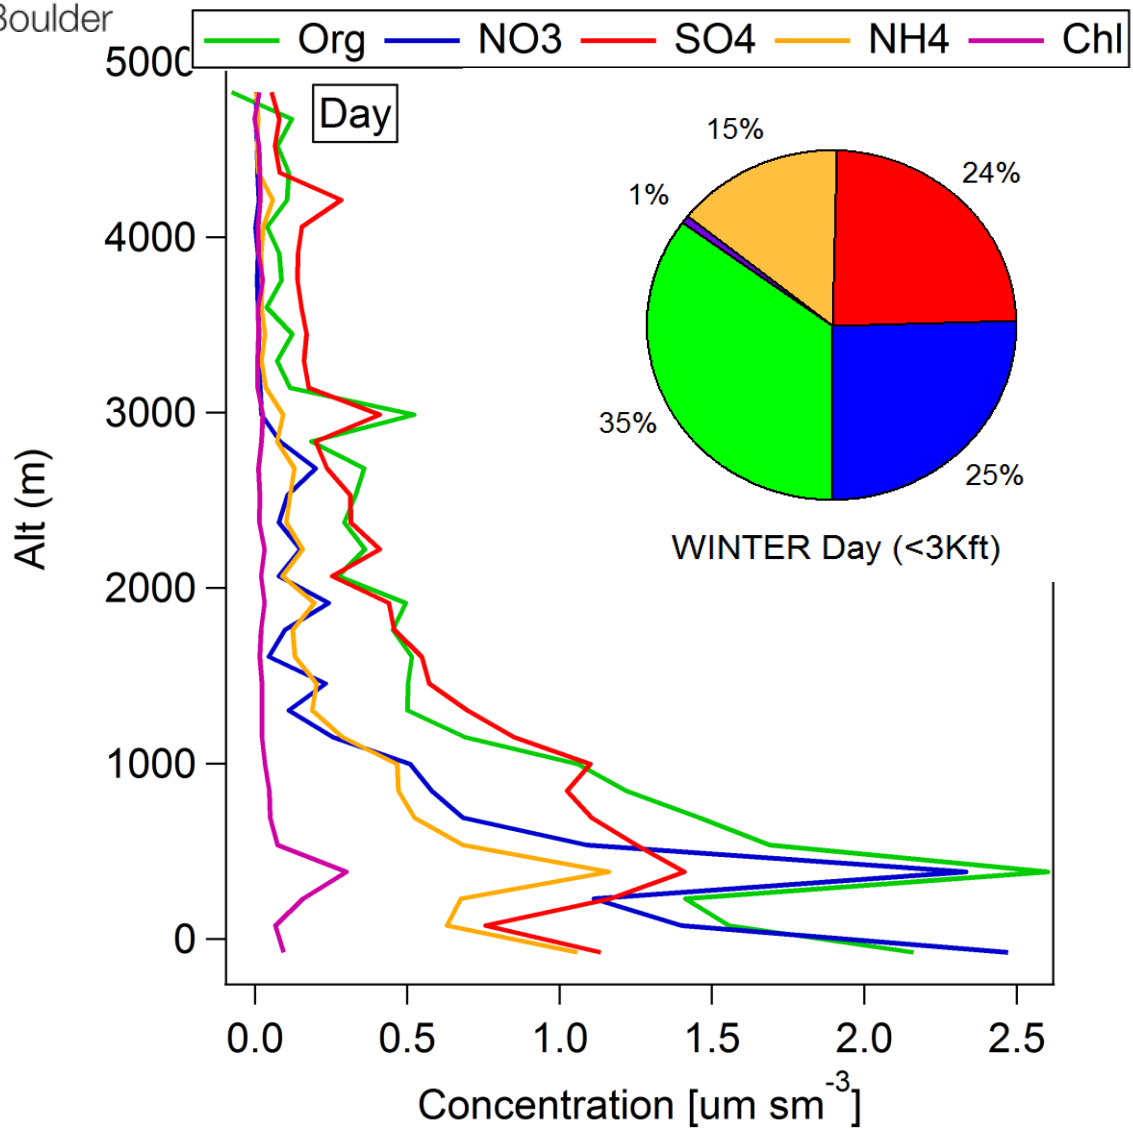 Boulder
Org NO3 SO4 NH4 Chl
5000
Day
15%
24%
1%
4000
35%
3000
25%
WINTER Day (<3Kft)
Alt (m)
2000
1000
0
0.0 0.5 1.0 1.5 2.0 2.5
Concentration [um sm-3]